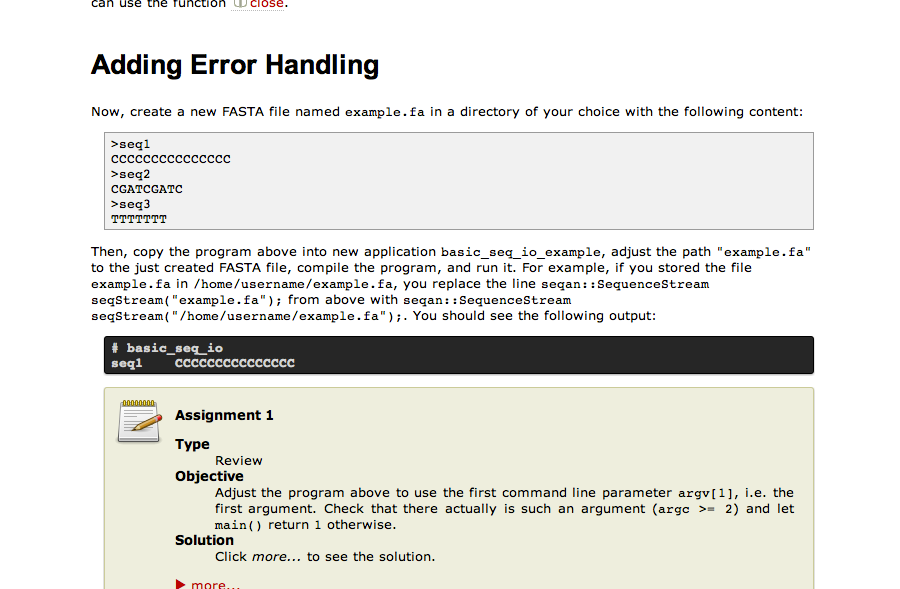 can use the function close.
Adding Error Handling
Now, create a new FASTA file named example.fa in a directory of your choice with the following content:
>seq1
CCCCCCCCCCCCCCC
>seq2
CGATCGATC
>seq3
TTTTTTT
Then, copy the program above into new application basic_seq_io_example, adjust the path "example.fa"
to the just created FASTA file, compile the program, and run it. For example, if you stored the file
example.fa in /home/username/example.fa, you replace the line seqan::SequenceStream
seqStream("example.fa"); from above with seqan::SequenceStream
seqStream("/home/username/example.fa");. You should see the following output:
# basic_seq_io
seq1    CCCCCCCCCCCCCCC
Assignment 1
Type
Review
Objective
Adjust the program above to use the first command line parameter argv[1], i.e. the
first argument. Check that there actually is such an argument (argc >= 2) and let
main() return 1 otherwise.
Solution
Click more... to see the solution.
more...